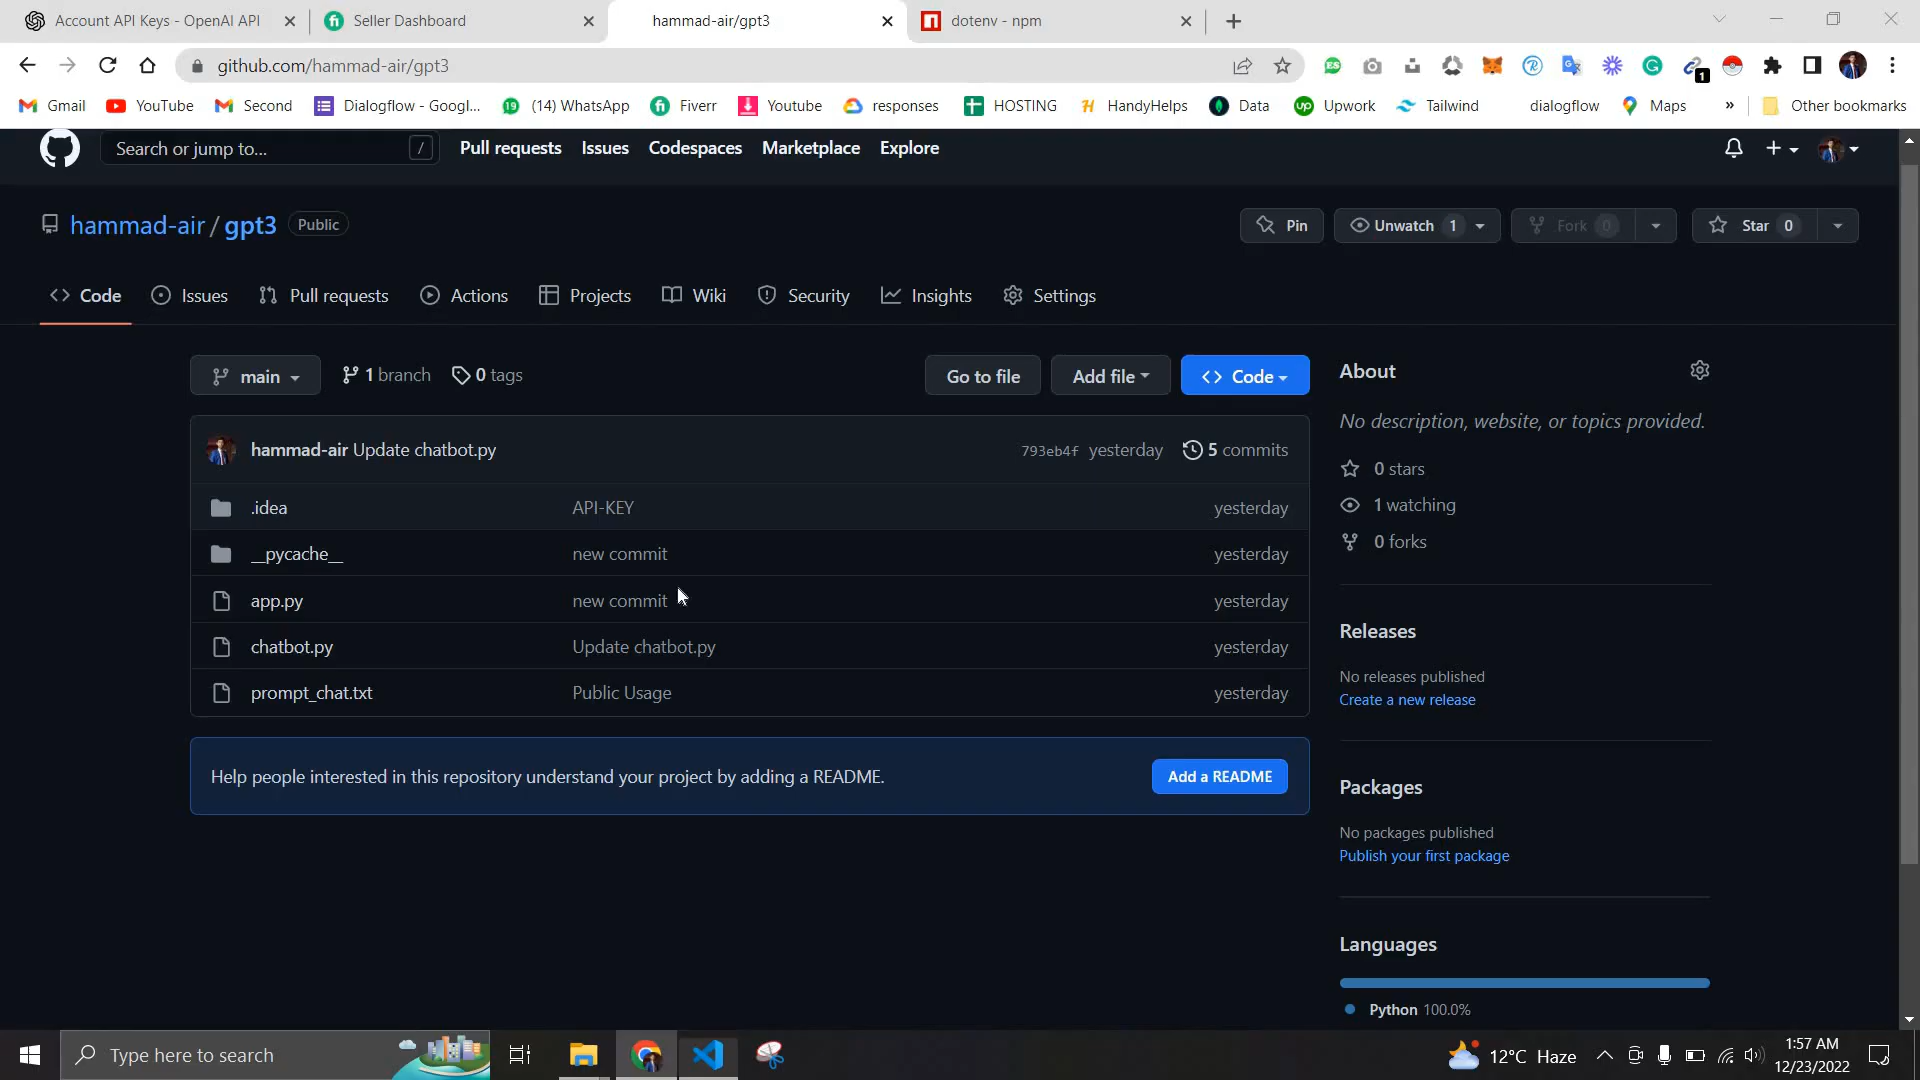 Account API Keys - OpenAI API
Seller Dashboard
hammad-air/gpt3
dotenv - npm
github.com/hammad-air/gpt3
1
Gmail
YouTube
Second
Dialogflow - Googl...
(14) WhatsApp
Fiverr
Youtube
responses
HOSTING
HandyHelps
Data
Upwork
Tailwind
dialogflow
Maps
»
Other bookmarks
Search or jump to...
/
Pull requests
Issues
Codespaces
Marketplace
Explore
hammad-air / gpt3
Public
Pin
Unwatch 1
Fork 0
Star 0
Code
Issues
Pull requests
Actions
Projects
Wiki
Security
Insights
Settings
main
1 branch
0 tags
Go to file
Add file
Code
hammad-air Update chatbot.py
793eb4f yesterday
5 commits
.idea
API-KEY
yesterday
__pycache__
new commit
yesterday
app.py
new commit
yesterday
chatbot.py
Update chatbot.py
yesterday
prompt_chat.txt
Public Usage
yesterday
Help people interested in this repository understand your project by adding a README.
Add a README
About
No description, website, or topics provided.
0 stars
1 watching
0 forks
Releases
No releases published
Create a new release
Packages
No packages published
Publish your first package
Languages
Python 100.0%
Type here to search
12°C Haze
1:57 AM
12/23/2022